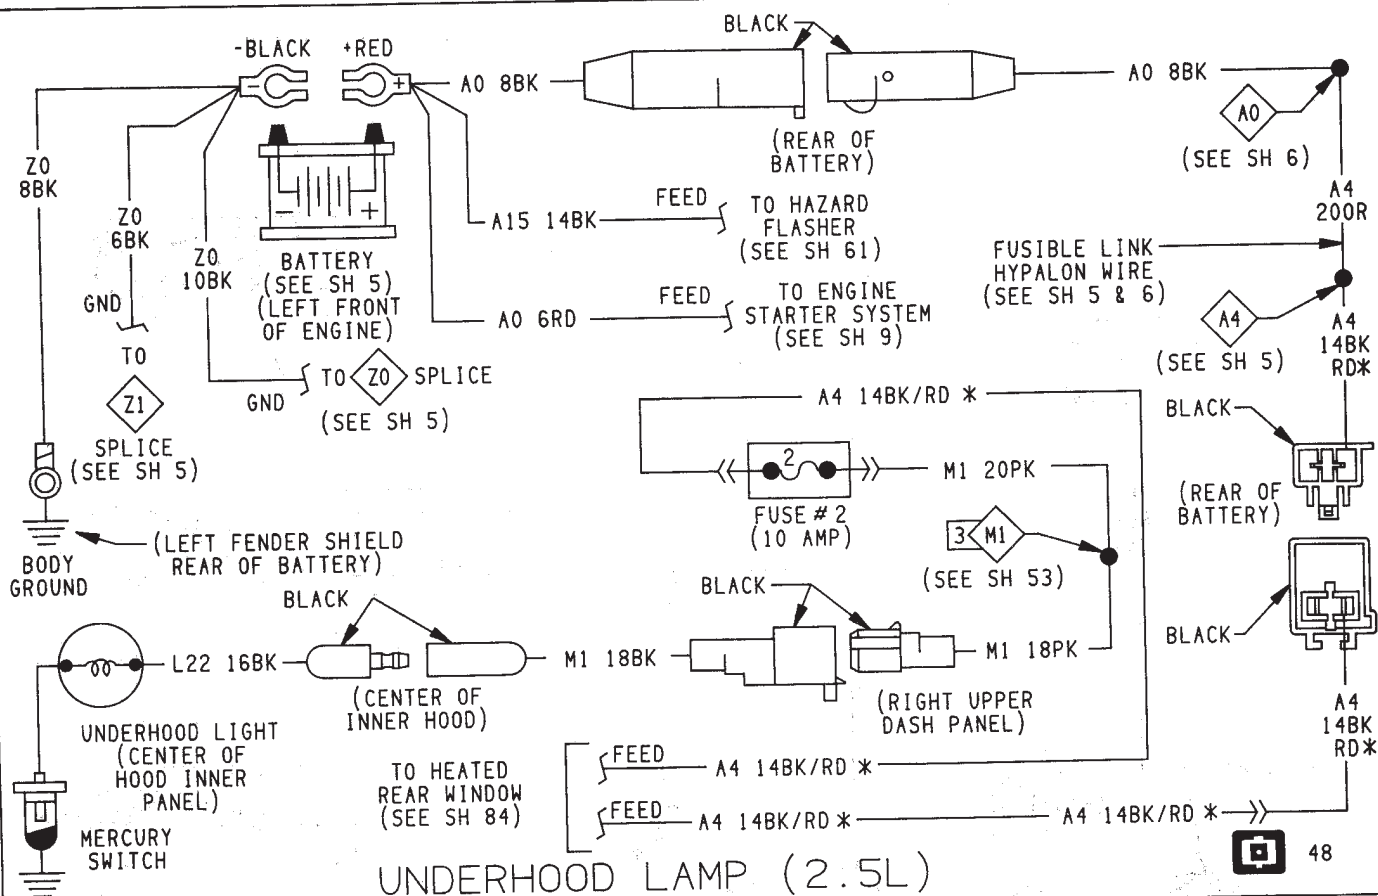 BLACK
-BLACK
+RED
A0 8BK
A0 8BK
-
+
(REAR OF
BATTERY)
A0
(SEE SH 6)
Z0
8BK
Z0
6BK
Z0
10BK
- +
BATTERY
(SEE SH 5)
(LEFT FRONT
OF ENGINE)
A15 14BK
FEED
TO HAZARD
FLASHER
(SEE SH 61)
A4
200R
FUSIBLE LINK
HYPALON WIRE
(SEE SH 5 & 6)
A0 6RD
FEED
TO ENGINE
STARTER SYSTEM
(SEE SH 9)
A4
(SEE SH 5)
A4
14BK
RD*
GND
TO
Z1
SPLICE
(SEE SH 5)
GND
TO Z0 SPLICE
(SEE SH 5)
A4 14BK/RD *
BLACK
2
FUSE #2
(10 AMP)
M1 20PK
(REAR OF
BATTERY)
3 M1
(SEE SH 53)
BODY
GROUND
(LEFT FENDER SHIELD
REAR OF BATTERY)
BLACK
BLACK
BLACK
L22 16BK
M1 18BK
M1 18PK
(CENTER OF
INNER HOOD)
(RIGHT UPPER
DASH PANEL)
A4
14BK
RD*
UNDERHOOD LIGHT
(CENTER OF
HOOD INNER
PANEL)
TO HEATED
REAR WINDOW
(SEE SH 84)
FEED
A4 14BK/RD *
FEED
A4 14BK/RD *
A4 14BK/RD *
MERCURY
SWITCH
UNDERHOOD LAMP (2.5L)
48